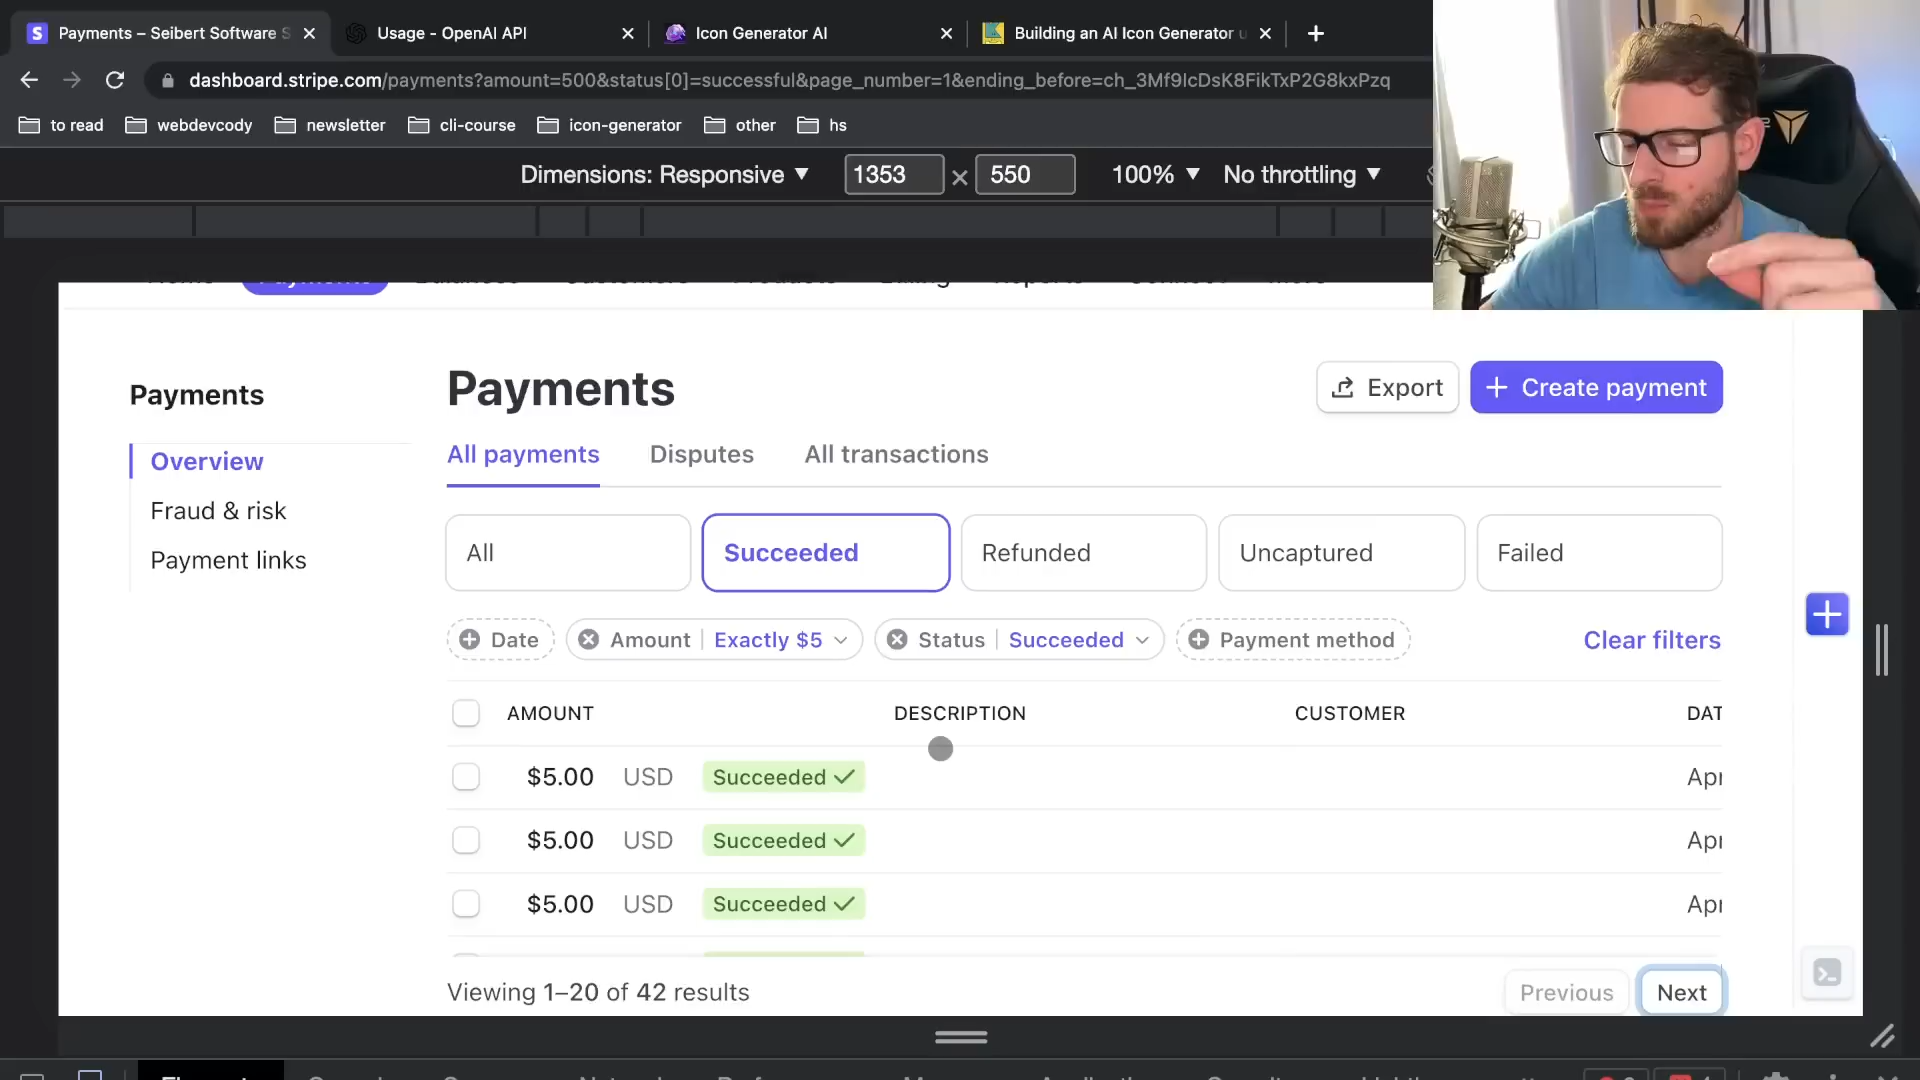 Payments – Seibert Software S
Usage - OpenAI API
Icon Generator AI
Building an AI Icon Generator u
dashboard.stripe.com/payments?amount=500&status[0]=successful&page_number=1&ending_before=ch_3Mf9IcDsK8FikTxP2G8kxPzq
to read
webdevcody
newsletter
cli-course
icon-generator
other
hs
Dimensions: Responsive
1353
550
100%
No throttling
Payments
Overview
Fraud & risk
Payment links
Payments
Export
Create payment
All payments
Disputes
All transactions
All
Succeeded
Refunded
Uncaptured
Failed
Date
Amount
Exactly $5
Status
Succeeded
Payment method
Clear filters
AMOUNT
DESCRIPTION
CUSTOMER
DAT
$5.00 USD Succeeded Apr
$5.00 USD Succeeded Apr
$5.00 USD Succeeded Apr
Viewing 1–20 of 42 results
Previous
Next